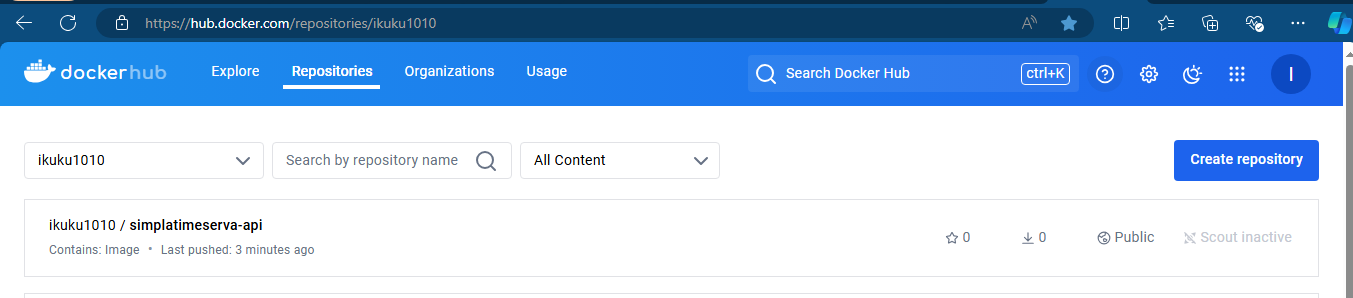 https://hub.docker.com/repositories/ikuku1010
dockerhub Explore Repositories Organizations Usage Search Docker Hub ctrl+K I
ikuku1010 Search by repository name All Content Create repository
ikuku1010 / simplatimeserva-api
0 0 Public Scout inactive
Contains: Image • Last pushed: 3 minutes ago